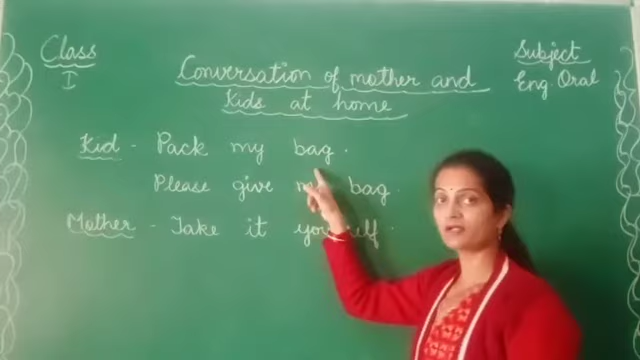 Class
I
Conversation of mother and
Kids at home
Subject
Eng Oral
Kid - Pack my bag.
Please give bag.
Mother - Take it yourself.